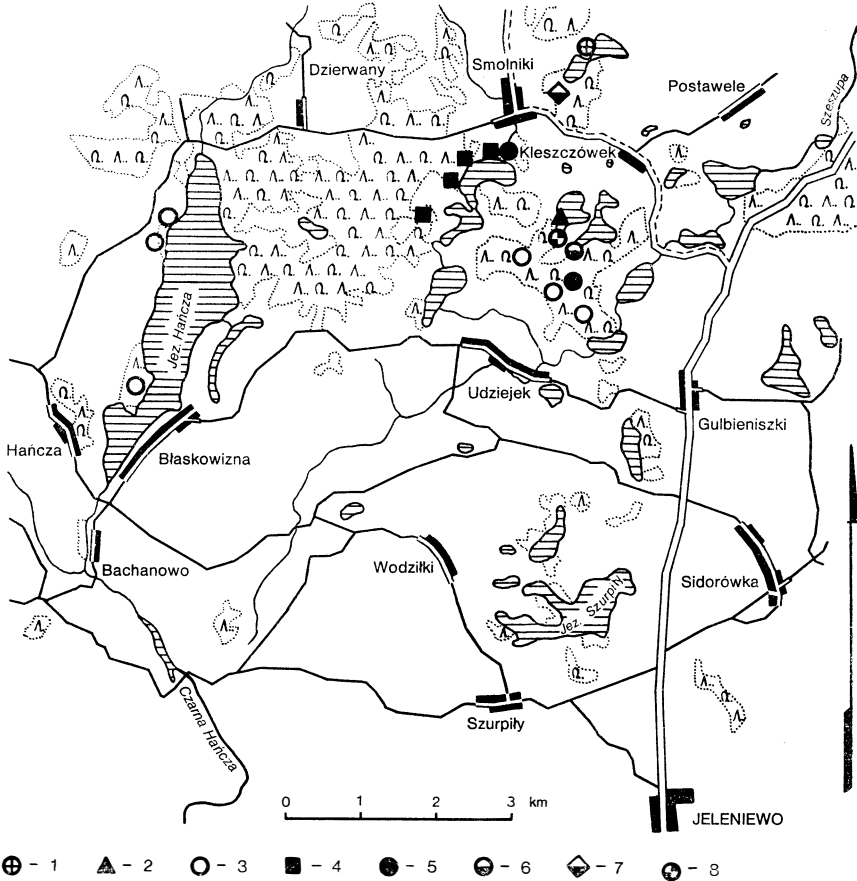 Dzierwany
Smolniki
Postawele
Szeszupa
Kleszczówek
Jez. Hańcza
Udziejek
Gulbieniszki
Hańcza
Błaskowizna
Bachanowo
Wodziłki
Sidorówka
Jez. Szurpiły
Czarna Hańcza
Szurpiły
0 1 2 3 km
JELENIEWO
- 1 - 2 - 3 - 4 - 5 - 6 - 7 - 8